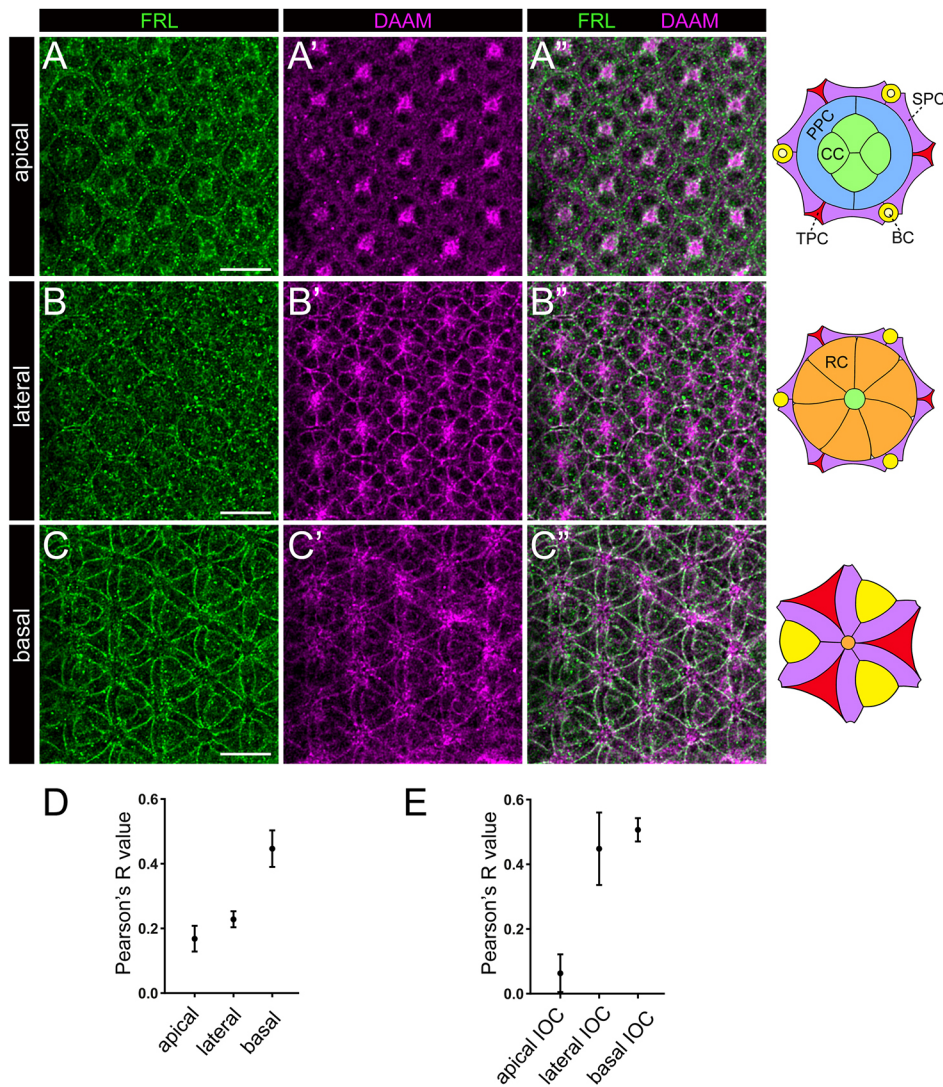 FRL
DAAM
FRL DAAM
apical
A
A'
A"
PPC
CC
SPC
TPC
BC
lateral
B
B'
B"
RC
basal
C
C'
C"
D
Pearson's R value
0.6
0.4
0.2
0.0
apical
lateral
basal
E
Pearson's R value
0.6
0.4
0.2
0.0
apical IOC
lateral IOC
basal IOC